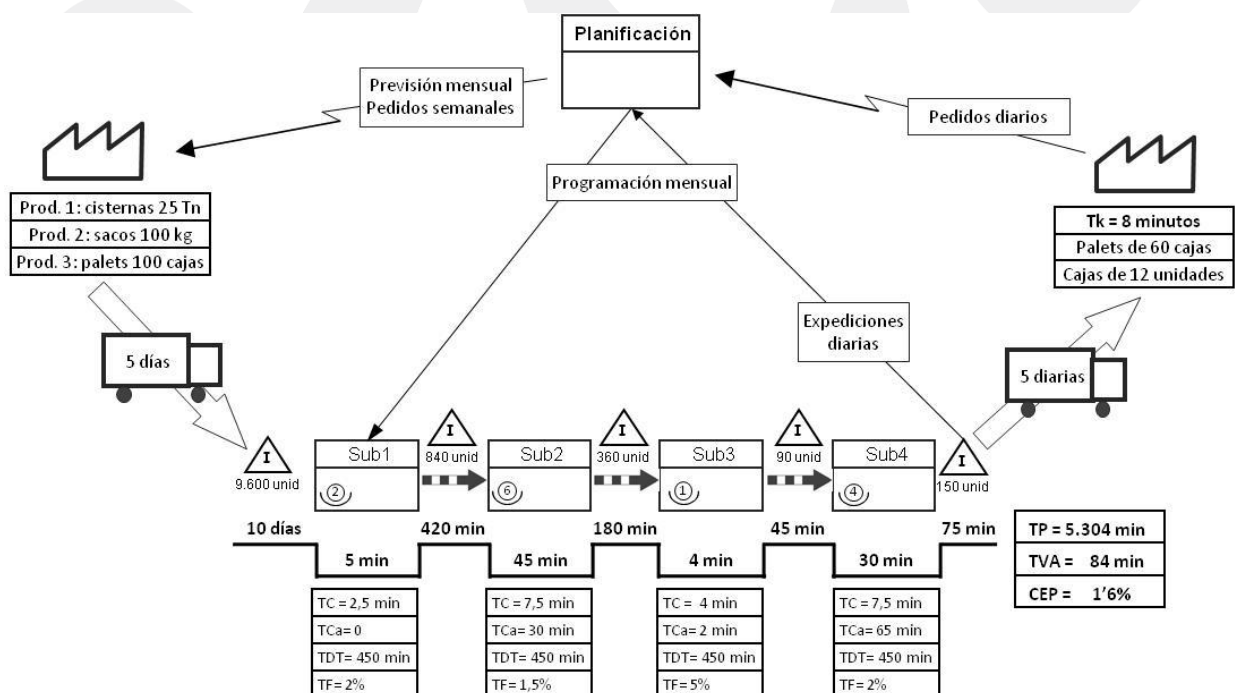 Planificación
Previsión mensual
Pedidos semanales
Pedidos diarios
Programación mensual
Prod. 1: cisternas 25 Tn
Prod. 2: sacos 100 kg
Prod. 3: palets 100 cajas
Tk = 8 minutos
Palets de 60 cajas
Cajas de 12 unidades
Expediciones
diarias
5 días
5 diarias
I
9.600 unid
Sub1
2
I
840 unid
Sub2
6
I
360 unid
Sub3
1
I
90 unid
Sub4
4
I
150 unid
10 días
420 min
180 min
45 min
75 min
5 min
45 min
4 min
30 min
TP = 5.304 min
TVA = 84 min
CEP = 1'6%
TC = 2,5 min
TCa= 0
TDT= 450 min
TF= 2%
TC = 7,5 min
TCa= 30 min
TDT= 450 min
TF= 1,5%
TC = 4 min
TCa= 2 min
TDT= 450 min
TF= 5%
TC = 7,5 min
TCa= 65 min
TDT= 450 min
TF= 2%